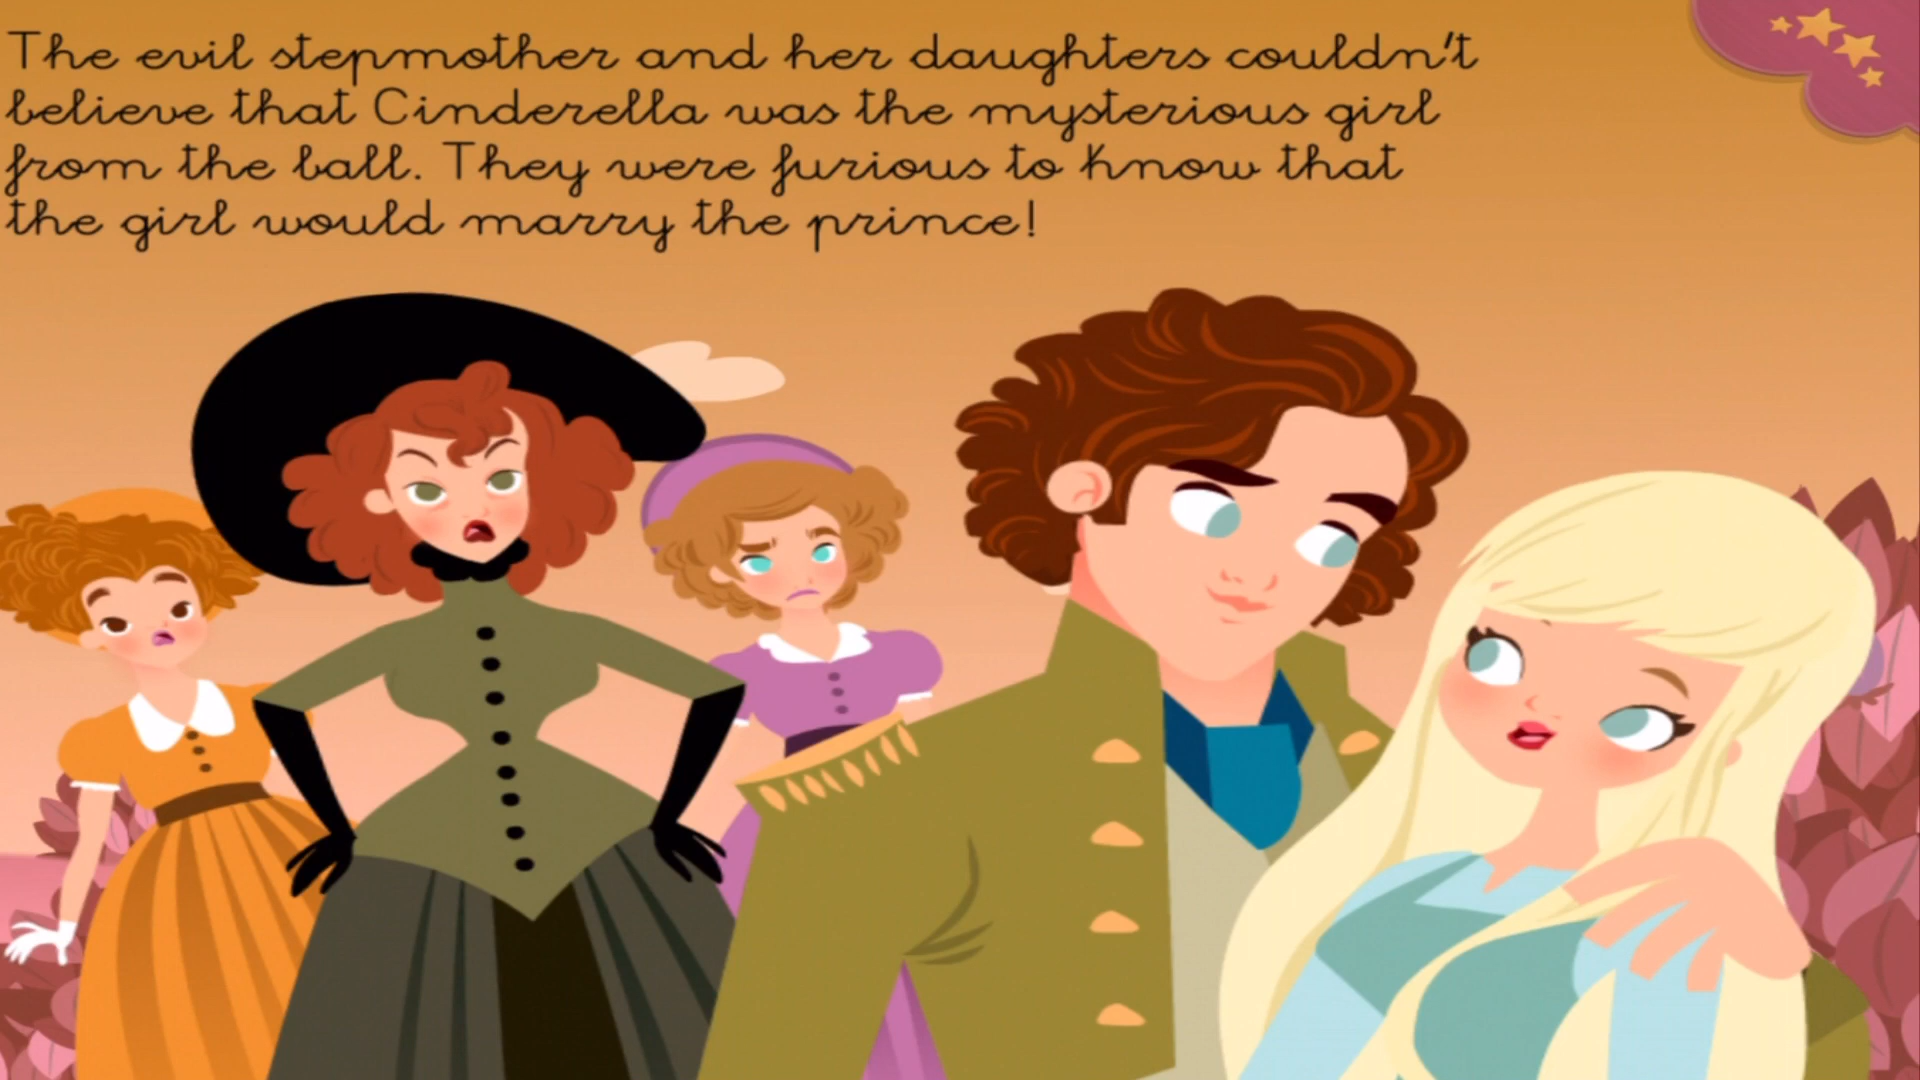 The evil stepmother and her daughters couldn't
believe that Cinderella was the mysterious girl
from the ball. They were furious to know that
the girl would marry the prince!